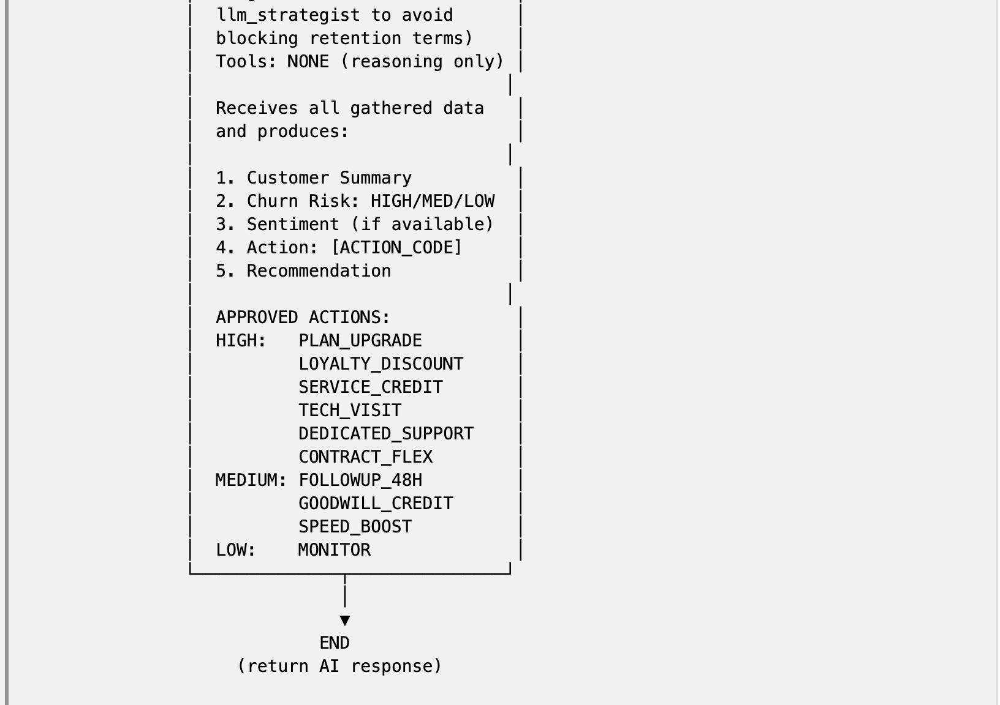 llm_strategist to avoid
blocking retention terms)
Tools: NONE (reasoning only)
Receives all gathered data
and produces:
1. Customer Summary
2. Churn Risk: HIGH/MED/LOW
3. Sentiment (if available)
4. Action: [ACTION_CODE]
5. Recommendation
APPROVED ACTIONS:
HIGH:   PLAN_UPGRADE
LOYALTY_DISCOUNT
SERVICE_CREDIT
TECH_VISIT
DEDICATED_SUPPORT
CONTRACT_FLEX
MEDIUM: FOLLOWUP_48H
GOODWILL_CREDIT
SPEED_BOOST
LOW:    MONITOR
END
(return AI response)